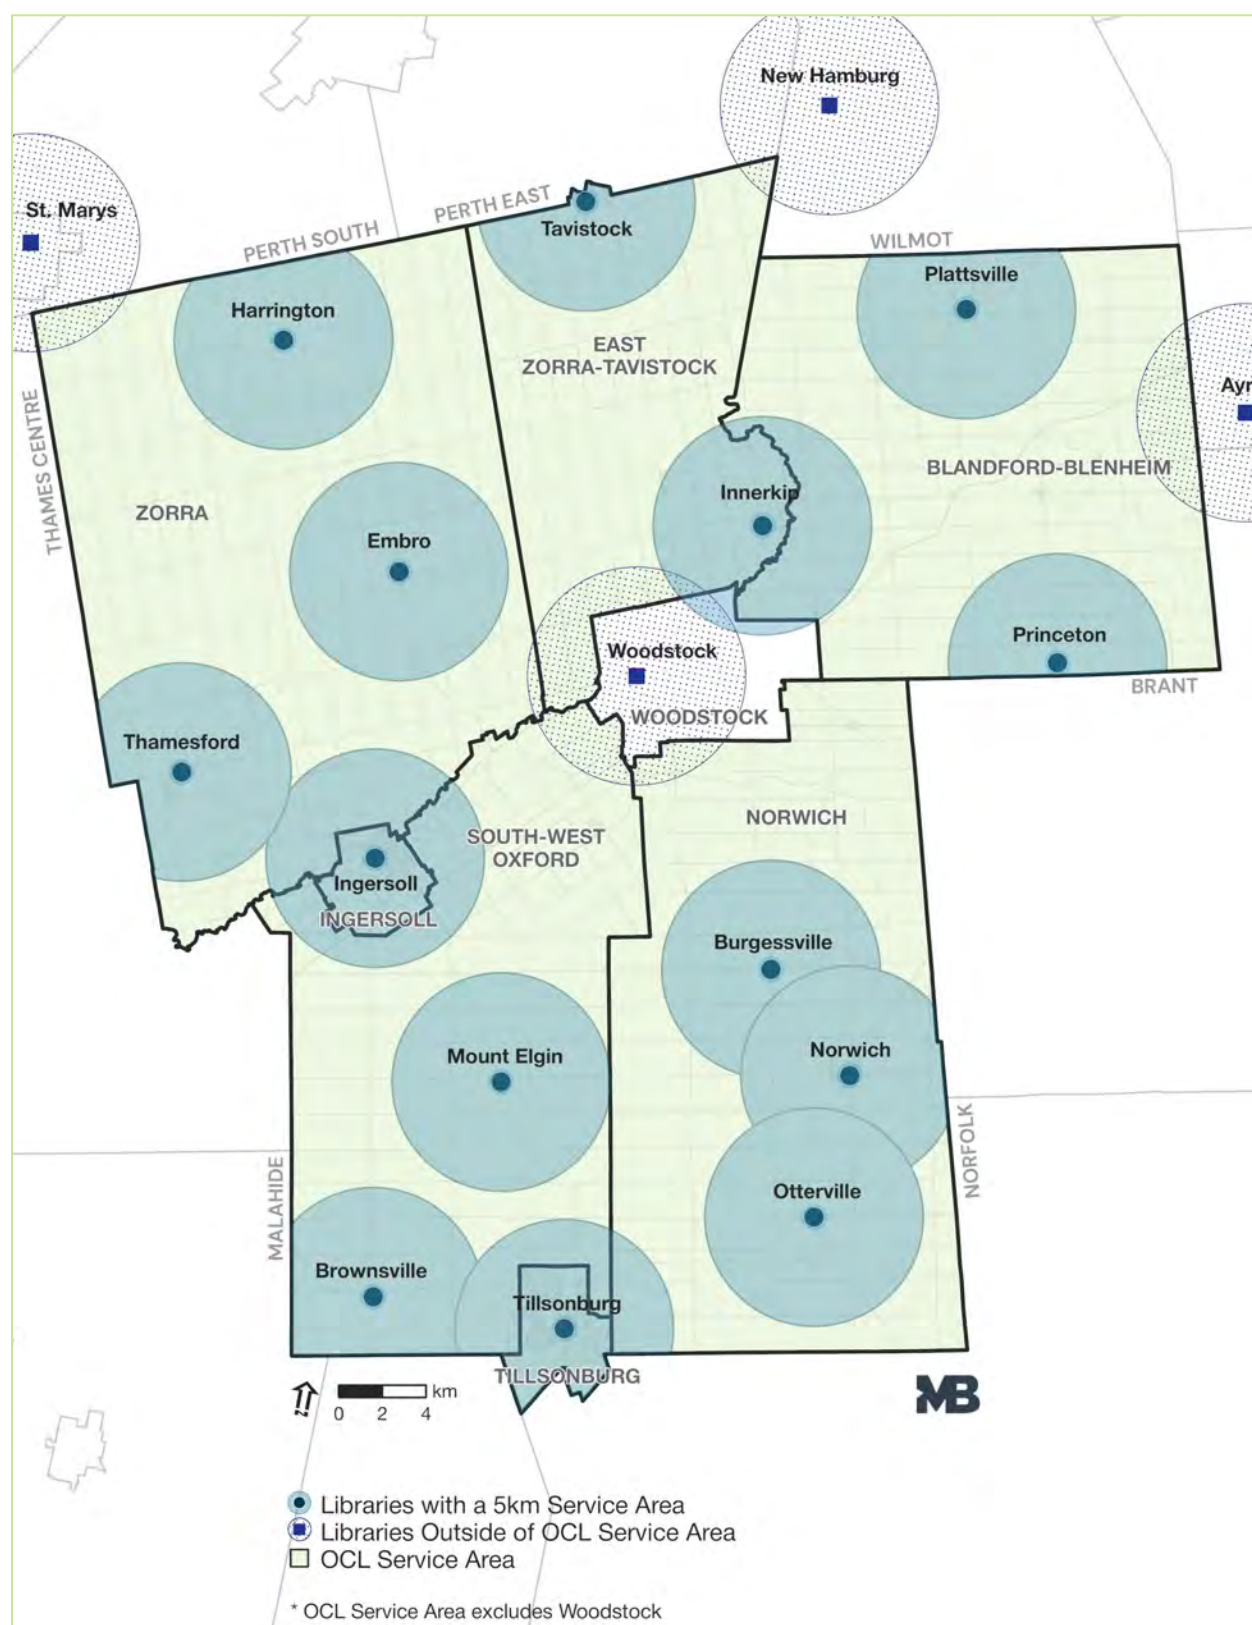 New Hamburg
St. Marys
PERTH SOUTH
PERTH EAST
Tavistock
WILMOT
Plattsville
Harrington
EAST
ZORRA-TAVISTOCK
Ayr
THAMES CENTRE
BLANDFORD-BLENHEIM
ZORRA
Innerkip
Embro
Princeton
Woodstock
BRANT
WOODSTOCK
Thamesford
SOUTH-WEST
OXFORD
NORWICH
Ingersoll
INGERSOLL
Burgessville
Mount Elgin
Norwich
NORFOLK
MALAHIDE
Otterville
Brownsville
Tillsonburg
TILLSONBURG
N
km
0 2 4
MB
Libraries with a 5km Service Area
Libraries Outside of OCL Service Area
OCL Service Area
* OCL Service Area excludes Woodstock